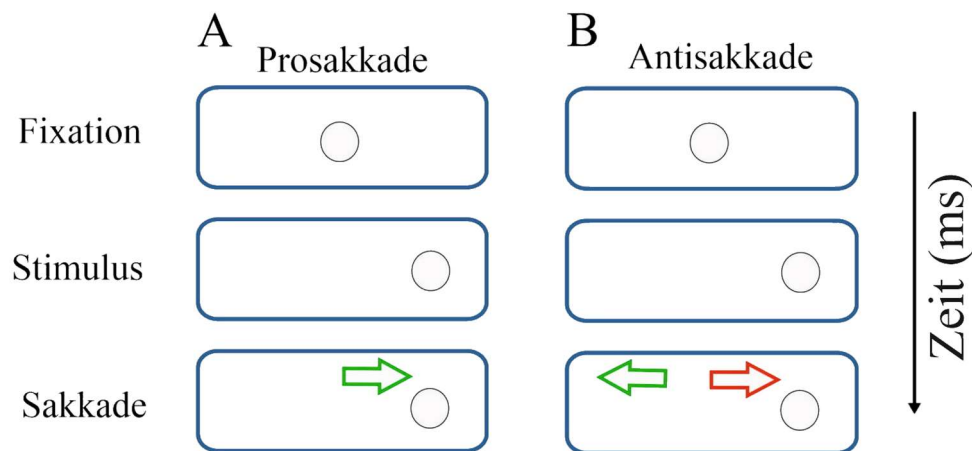 A
B
Prosakkade
Antisakkade
Fixation
Stimulus
Sakkade
Zeit (ms)